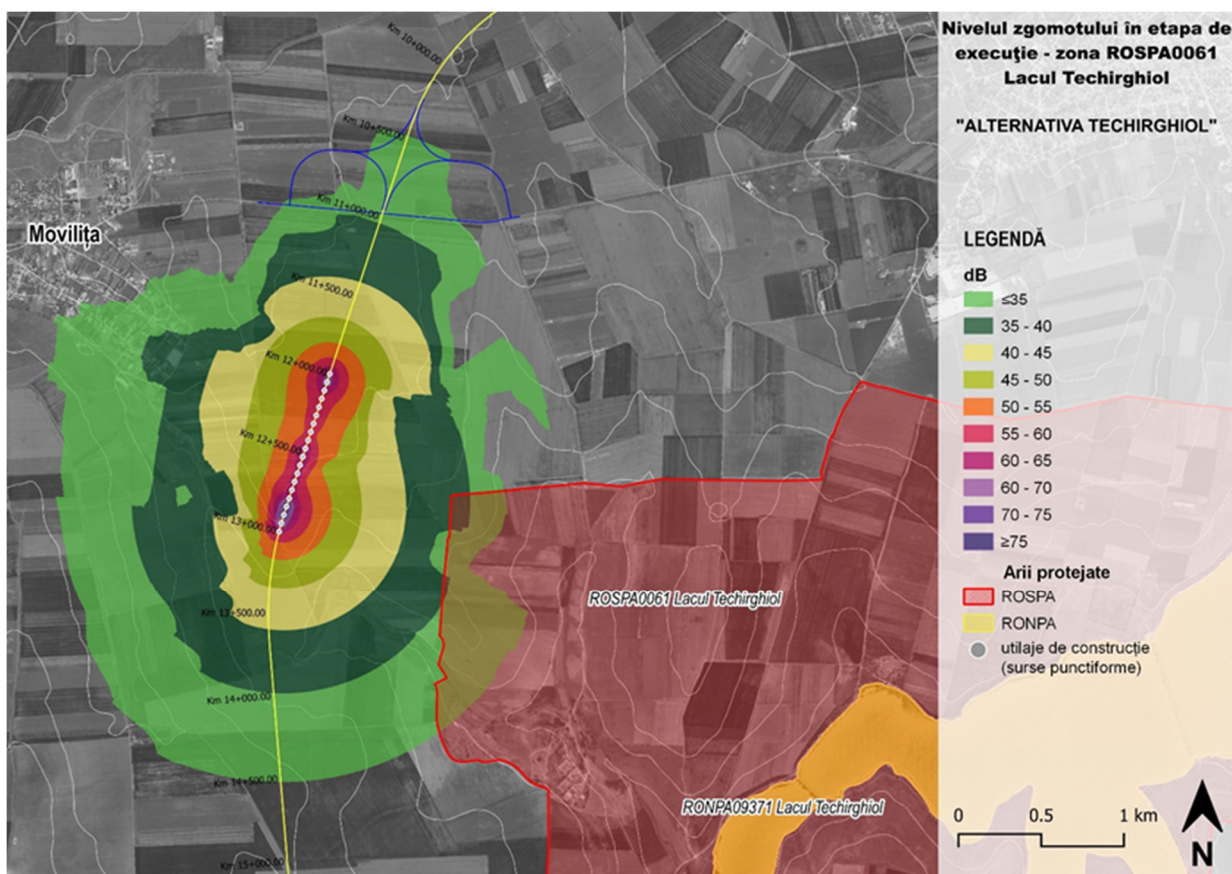 Nivelul zgomotului în etapa de
execuţie - zona ROSPA0061
Lacul Techirghiol
"ALTERNATIVA TECHIRGHIOL"
LEGENDĂ
dB
≤35
35 - 40
40 - 45
45 - 50
50 - 55
55 - 60
60 - 65
60 - 70
70 - 75
≥75
Arii protejate
ROSPA
RONPA
utilaje de construcție
(surse punctiforme)
0 0.5 1 km
N
Km 10+000.00
Km 10+500.00
Km 11+000.00
Movilița
Km 11+500.00
Km 12+000.00
Km 12+500.00
Km 13+000.00
ROSPA0061 Lacul Techirghiol
Km 13+500.00
Km 14+000.00
Km 14+500.00
RONPA09371 Lacul Techirghiol
Km 15+000.00